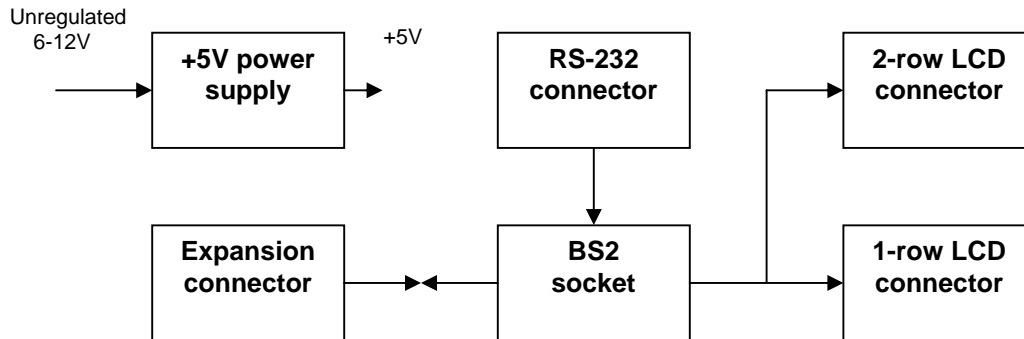 Unregulated
6-12V
+5V power
supply
+5V
RS-232
connector
2-row LCD
connector
Expansion
connector
BS2
socket
1-row LCD
connector